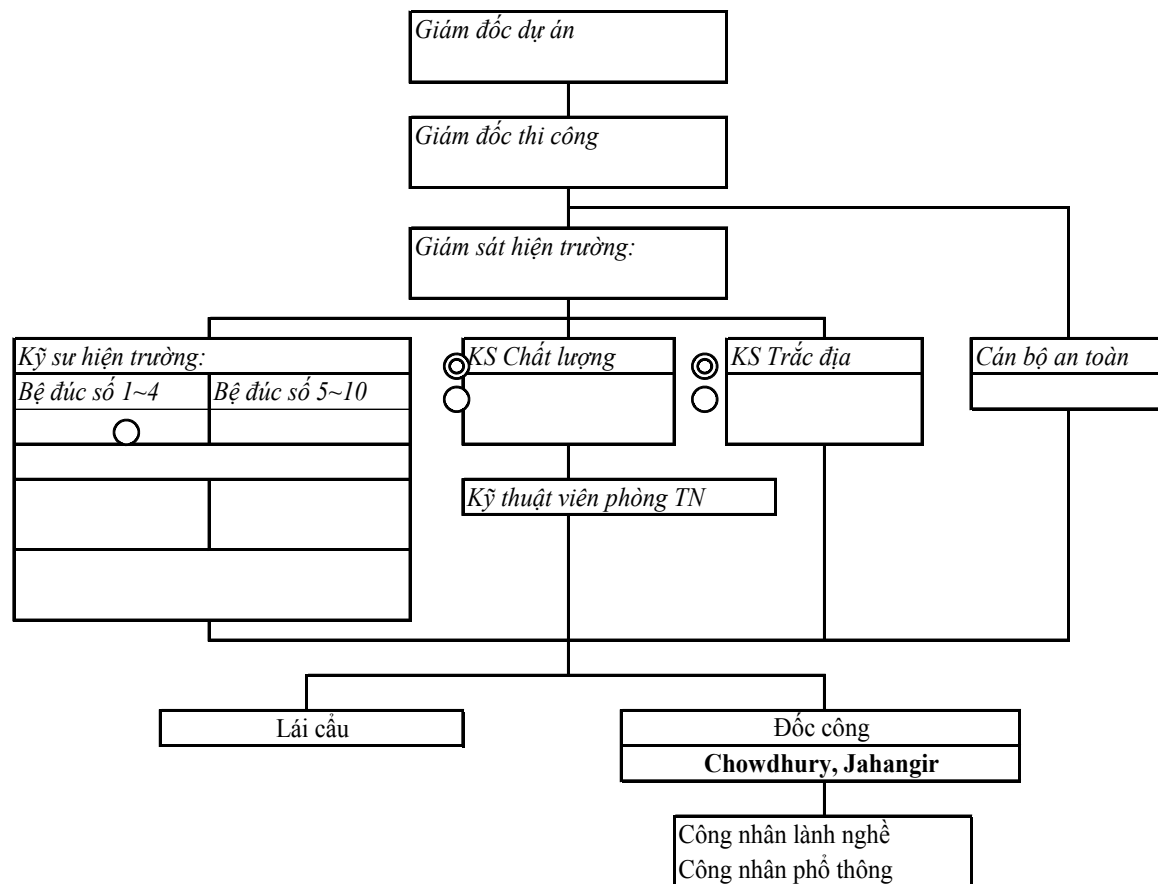 Giám đốc dự án
Giám đốc thi công
Giám sát hiện trường:
Kỹ sư hiện trường:
KS Chất lượng
KS Trắc địa
Cán bộ an toàn
Bệ đúc số 1~4
Bệ đúc số 5~10
Kỹ thuật viên phòng TN
Lái cẩu
Đốc công
Chowdhury, Jahangir
Công nhân lành nghề
Công nhân phổ thông